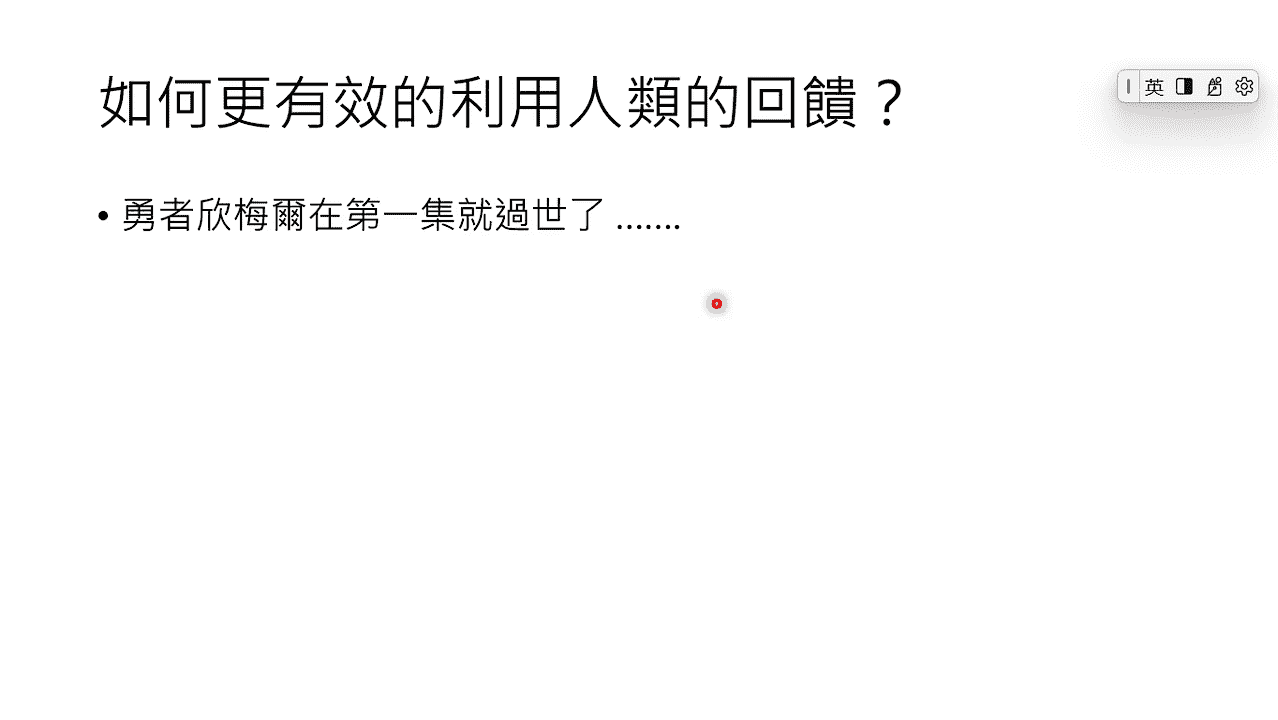 如何更有效的利用人類的回饋？
英
• 勇者欣梅爾在第一集就過世了 .......